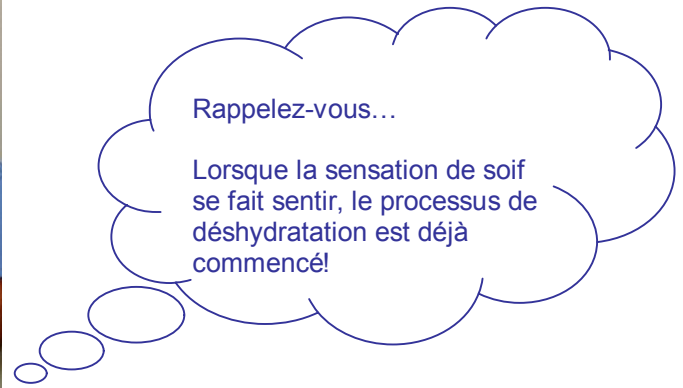 Rappelez-vous…
Lorsque la sensation de soif
se fait sentir, le processus de
déshydratation est déjà
commencé!